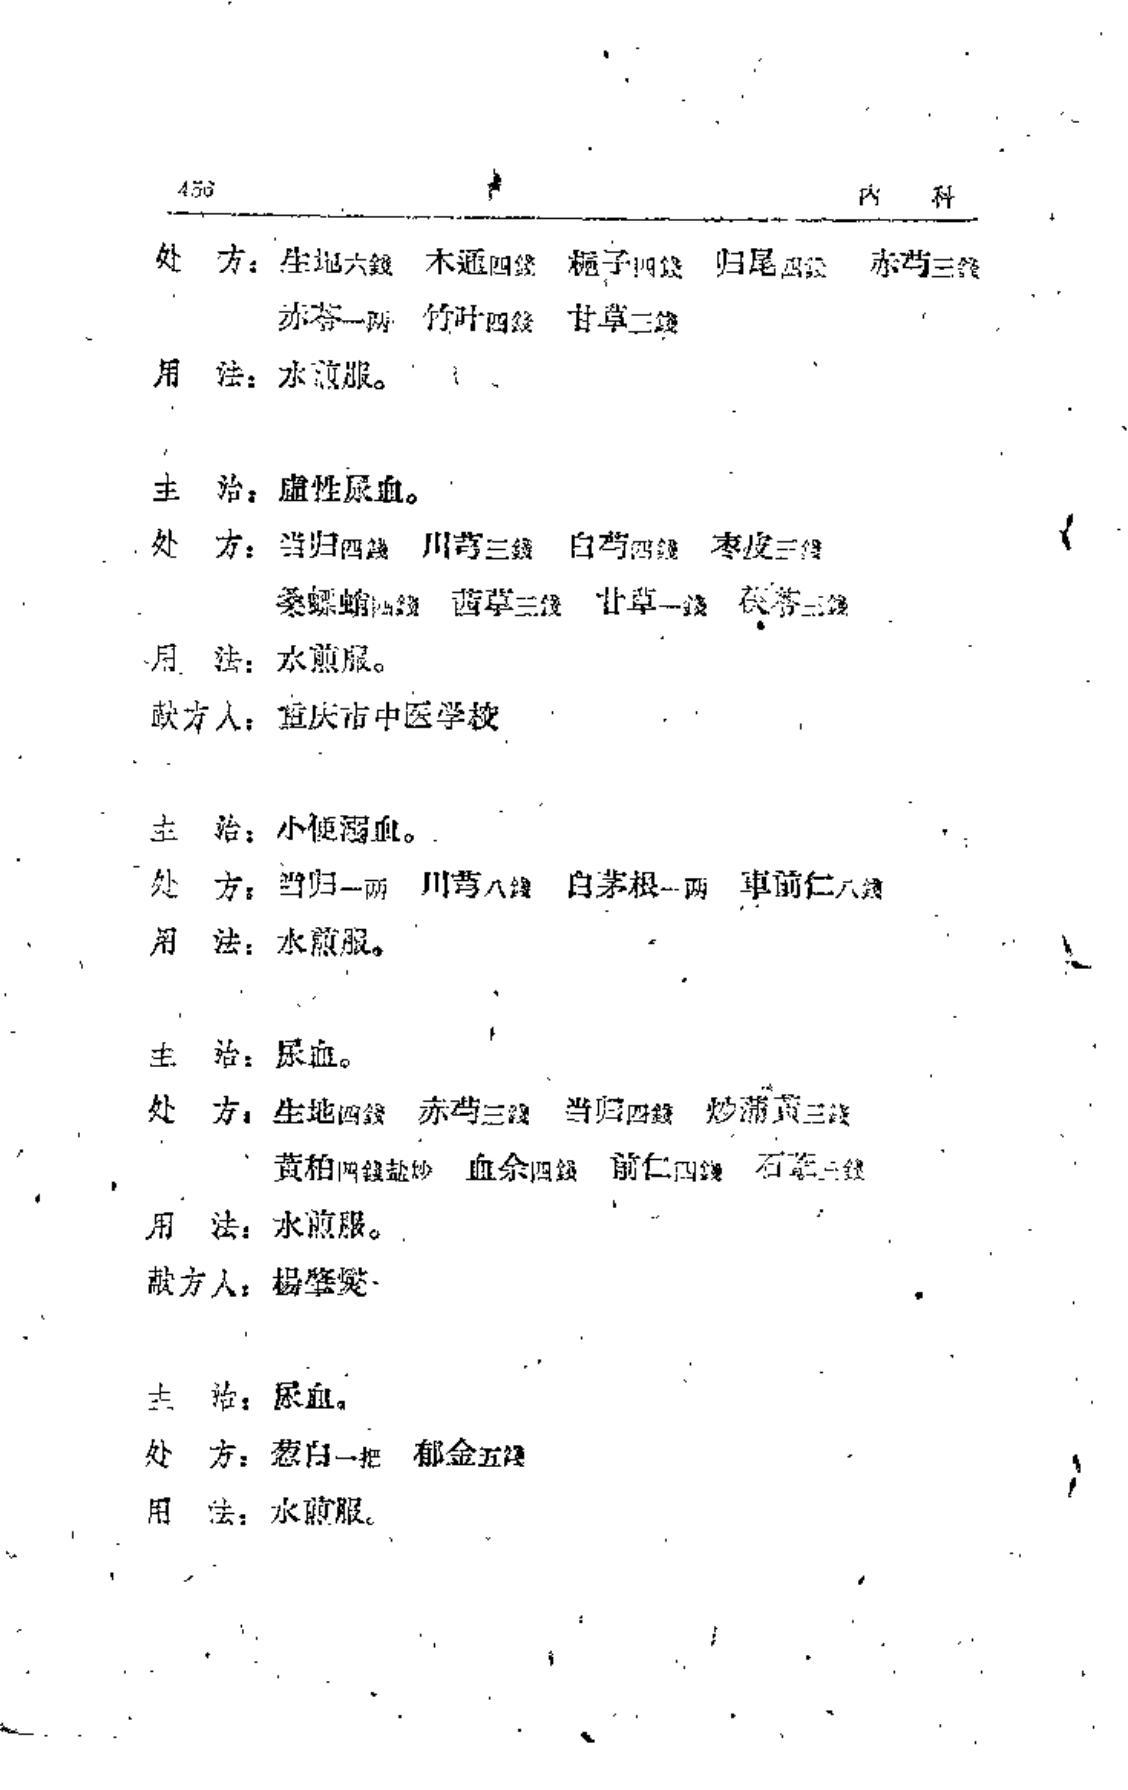 456 内 科
处 方：生地六錢 木通四錢 梔子四錢 归尾四錢 赤芍三錢
赤苓一两 竹叶四錢 甘草三錢
用 法：水煎服。
主 治：虛性尿血。
处 方：当归四錢 川芎三錢 白芍四錢 枣皮三錢
桑螵蛸四錢 茜草三錢 甘草一錢 茯苓三錢
用 法：水煎服。
献方人：重庆市中医学校
主 治：小便溺血。
处 方：当归一两 川芎八錢 白茅根一两 車前仁八錢
用 法：水煎服。
主 治：尿血。
处 方：生地四錢 赤芍三錢 当归四錢 炒蒲黃三錢
黃柏四錢盐炒 血余四錢 前仁四錢 石韋三錢
用 法：水煎服。
献方人：楊肇
主 治：尿血。
处 方：葱白一把 郁金五錢
用 法：水煎服。